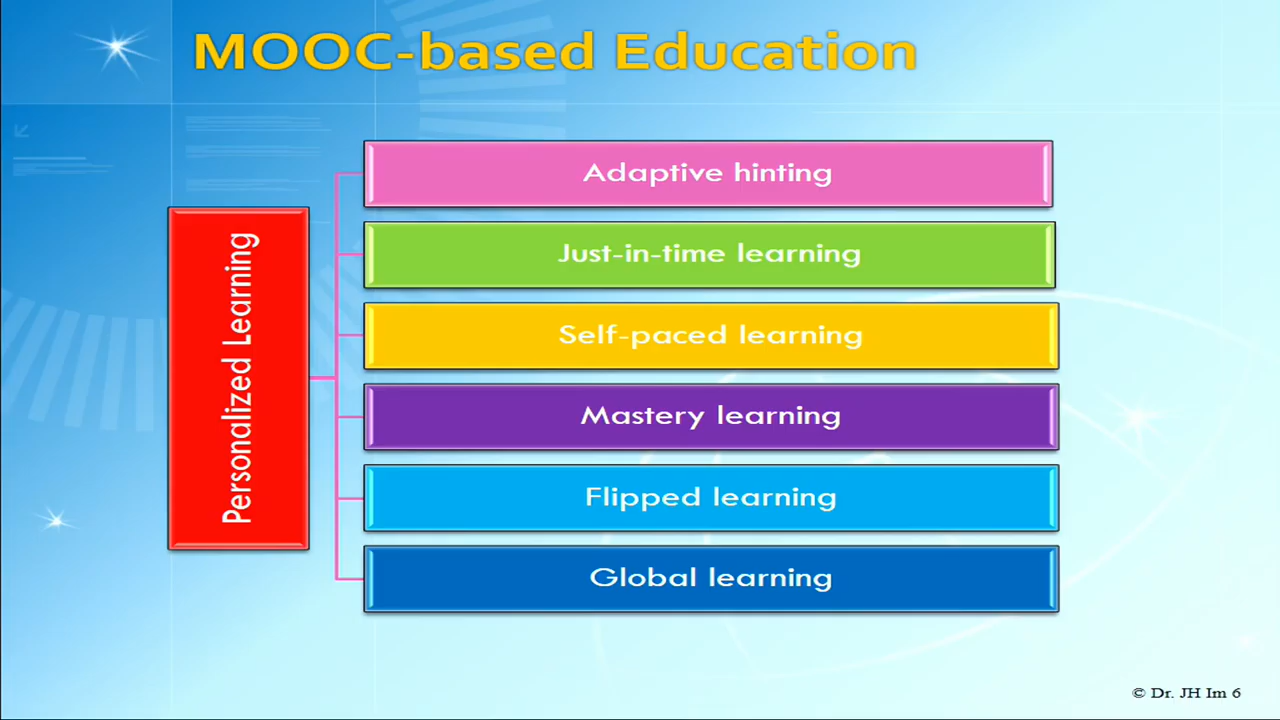 MOOC-based Education
Personalized Learning
Adaptive hinting
Just-in-time learning
Self-paced learning
Mastery learning
Flipped learning
Global learning
© Dr. JH Im 6